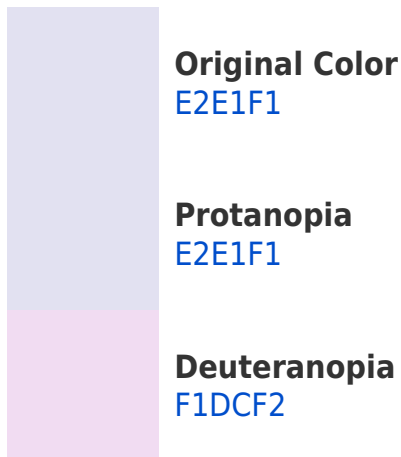 Original Color
E2E1F1
Protanopia
E2E1F1
Deuteranopia
F1DCF2